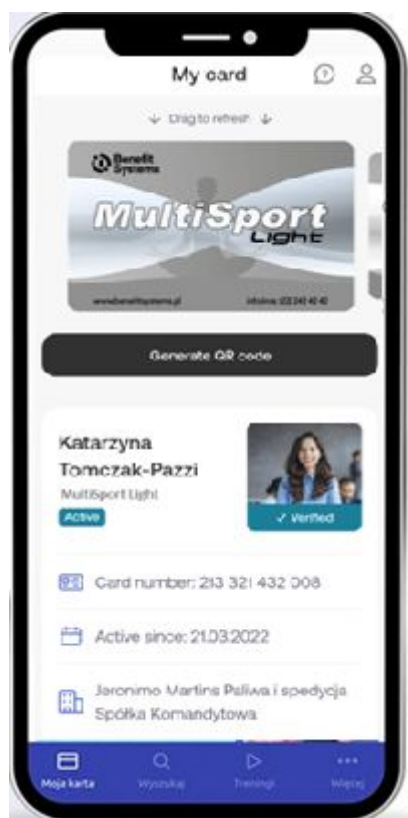 My card
↓ Drag to refresh ↓
Benefit
Systems
MultiSport
Light
www.benefitsystems.pl
Generate QR code
Katarzyna
Tomczak-Pazzi
MultiSport Light
Active
✓ Verified
Card number: 213 321 432 008
Active since: 21.03.2022
Jeronimo Martins Paliwa i spedycja
Spółka Komandytowa
Moja karta
Wyszukaj
Treningi
Więcej